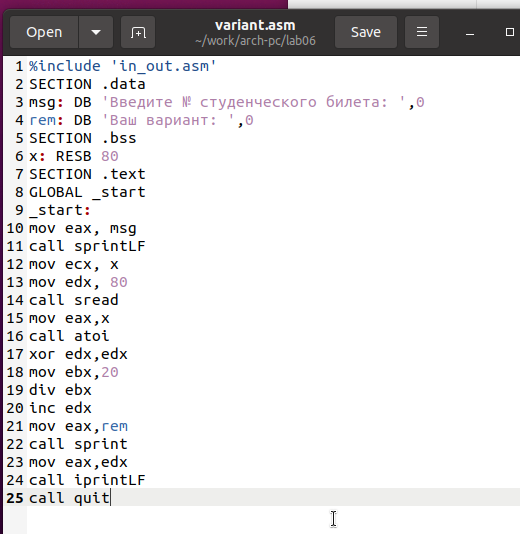 variant.asm
Open
Save
~/work/arch-pc/lab06
1 %include 'in_out.asm'
2 SECTION .data
3 msg: DB 'Введите № студенческого билета: ',0
4 rem: DB 'Ваш вариант: ',0
5 SECTION .bss
6 x: RESB 80
7 SECTION .text
8 GLOBAL _start
9 _start:
10 mov eax, msg
11 call sprintLF
12 mov ecx, x
13 mov edx, 80
14 call sread
15 mov eax,x
16 call atoi
17 xor edx,edx
18 mov ebx,20
19 div ebx
20 inc edx
21 mov eax,rem
22 call sprint
23 mov eax,edx
24 call iprintLF
25 call quit